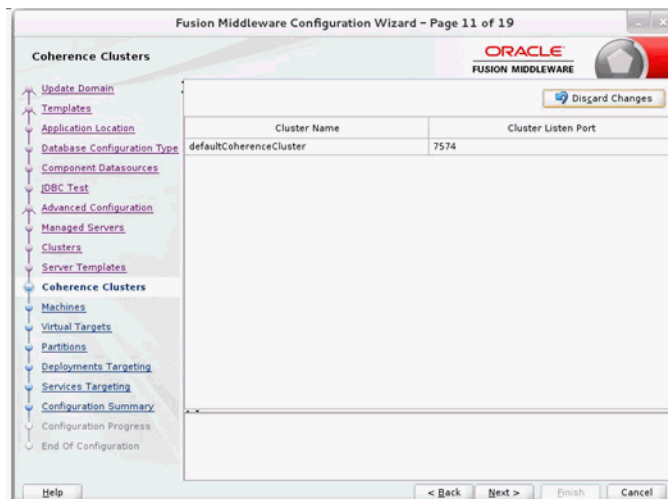 Fusion Middleware Configuration Wizard - Page 11 of 19
Coherence Clusters
ORACLE
FUSION MIDDLEWARE
Update Domain
Templates
Application Location
Database Configuration Type
Component Datasources
JDBC Test
Advanced Configuration
Managed Servers
Clusters
Server Templates
Coherence Clusters
Machines
Virtual Targets
Partitions
Deployments Targeting
Services Targeting
Configuration Summary
Configuration Progress
End Of Configuration
Discard Changes
Cluster Name Cluster Listen Port
defaultCoherenceCluster 7574
Help < Back Next > Finish Cancel